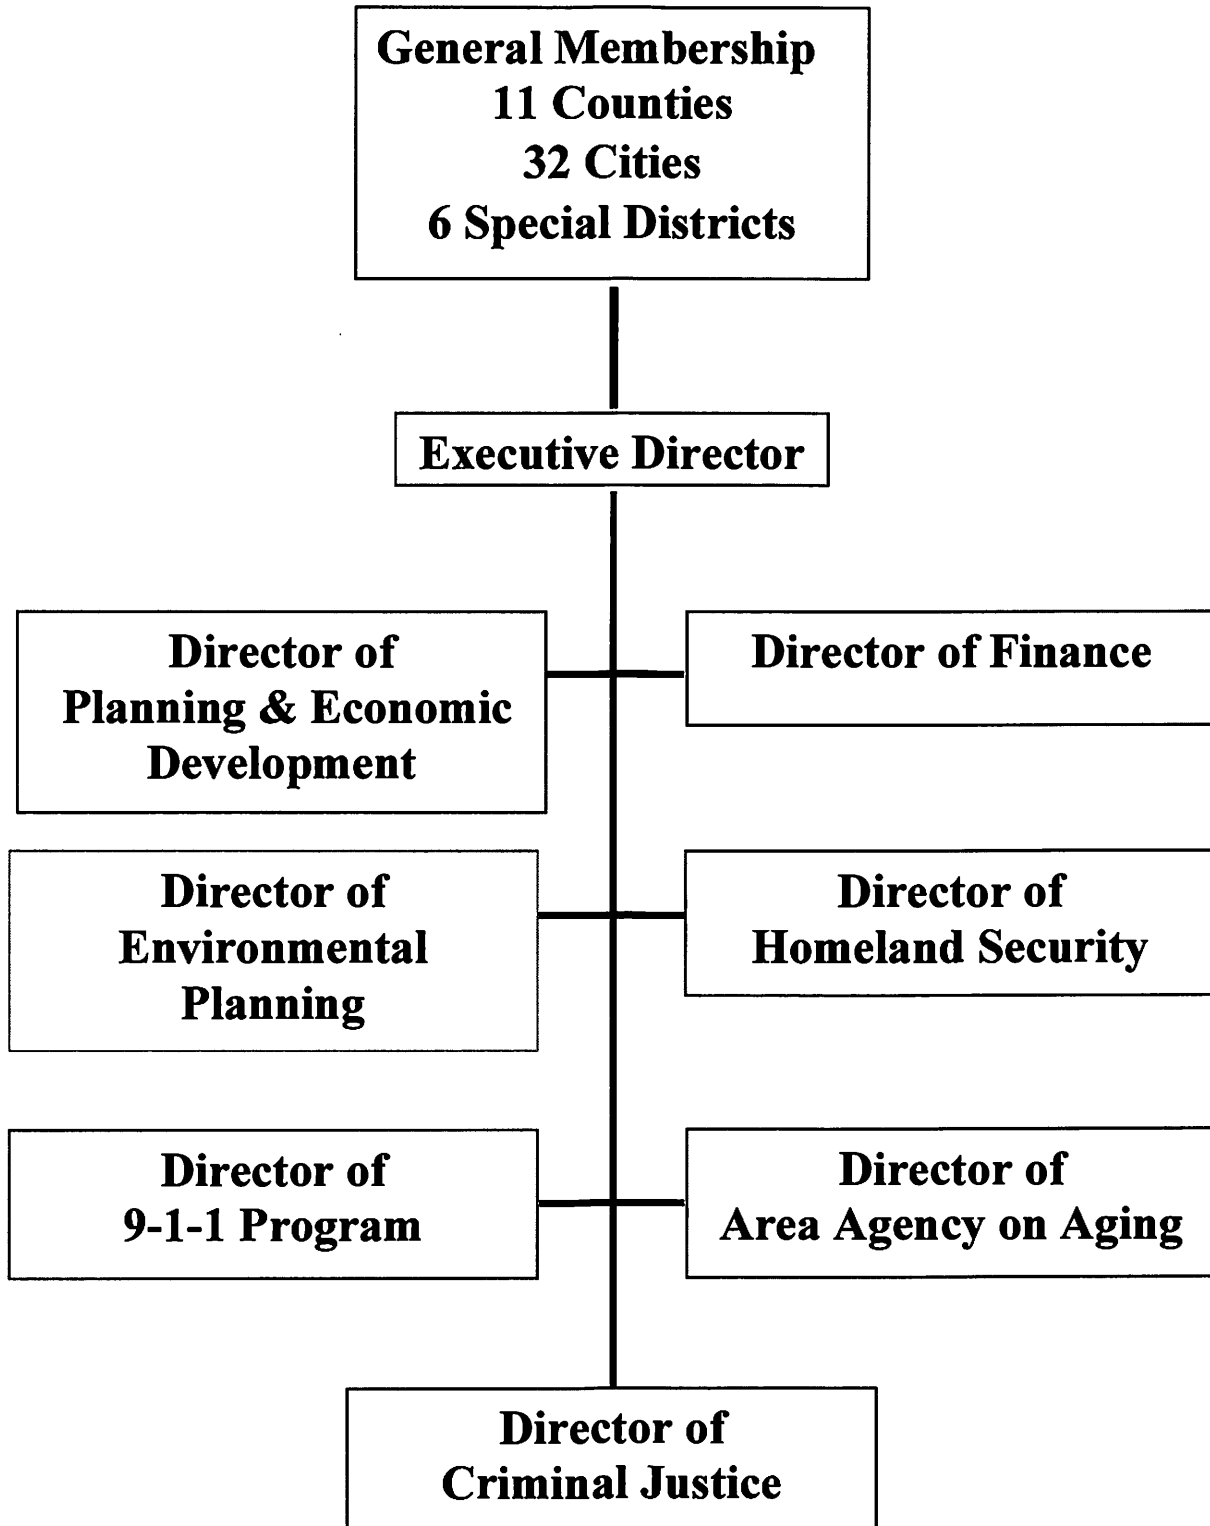 General Membership
11 Counties
32 Cities
6 Special Districts
Executive Director
Director of
Planning & Economic
Development
Director of Finance
Director of
Environmental
Planning
Director of
Homeland Security
Director of
9-1-1 Program
Director of
Area Agency on Aging
Director of
Criminal Justice